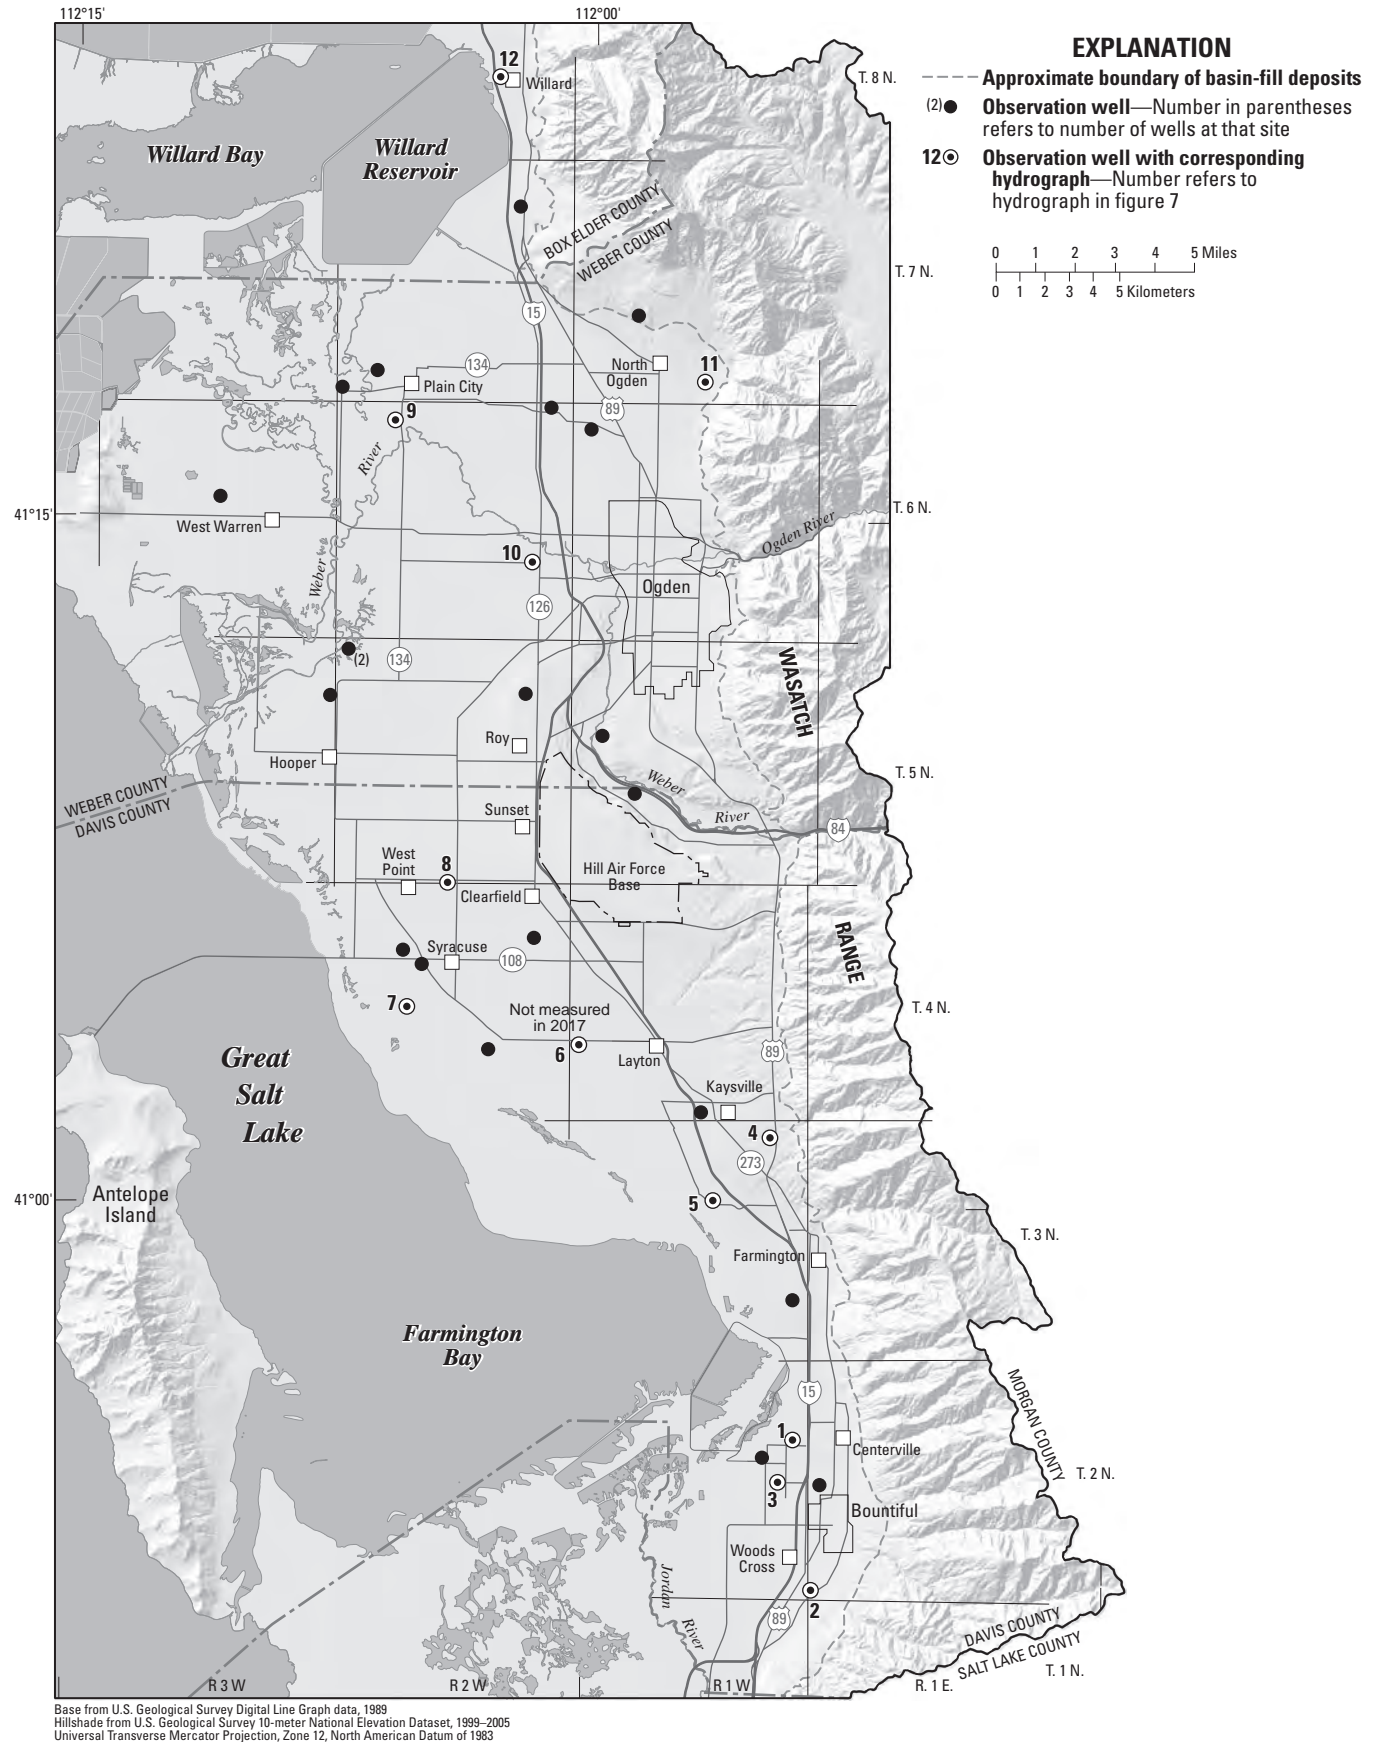 112°15'
112°00'
EXPLANATION
Approximate boundary of basin-fill deposits
(2) Observation well—Number in parentheses
refers to number of wells at that site
12 Observation well with corresponding
hydrograph—Number refers to
hydrograph in figure 7
0 1 2 3 4 5 Miles
0 1 2 3 4 5 Kilometers
T. 8 N.
12
Willard
Willard Bay
Willard
Reservoir
BOX ELDER COUNTY
WEBER COUNTY
T. 7 N.
15
134
North
Ogden
11
Plain City
89
9
River
41°15'
West Warren
T. 6 N.
Ogden River
10
Weber
Ogden
126
(2)
134
WASATCH
Roy
Hooper
T. 5 N.
WEBER COUNTY
DAVIS COUNTY
Weber
River
Sunset
84
West
Point
8
Hill Air Force
Base
Clearfield
RANGE
Syracuse
108
7
Not measured
in 2017
6
T. 4 N.
Layton
89
Great
Salt
Lake
Kaysville
4
273
41°00'
Antelope
Island
5
T. 3 N.
Farmington
Farmington
Bay
MORGAN COUNTY
15
1
Centerville
T. 2 N.
3
Bountiful
Woods
Cross
Jordan
River
2
89
DAVIS COUNTY
SALT LAKE COUNTY
T. 1 N.
R 3 W
R 2 W
R 1 W
R. 1 E.
Base from U.S. Geological Survey Digital Line Graph data, 1989
Hillshade from U.S. Geological Survey 10-meter National Elevation Dataset, 1999–2005
Universal Transverse Mercator Projection, Zone 12, North American Datum of 1983